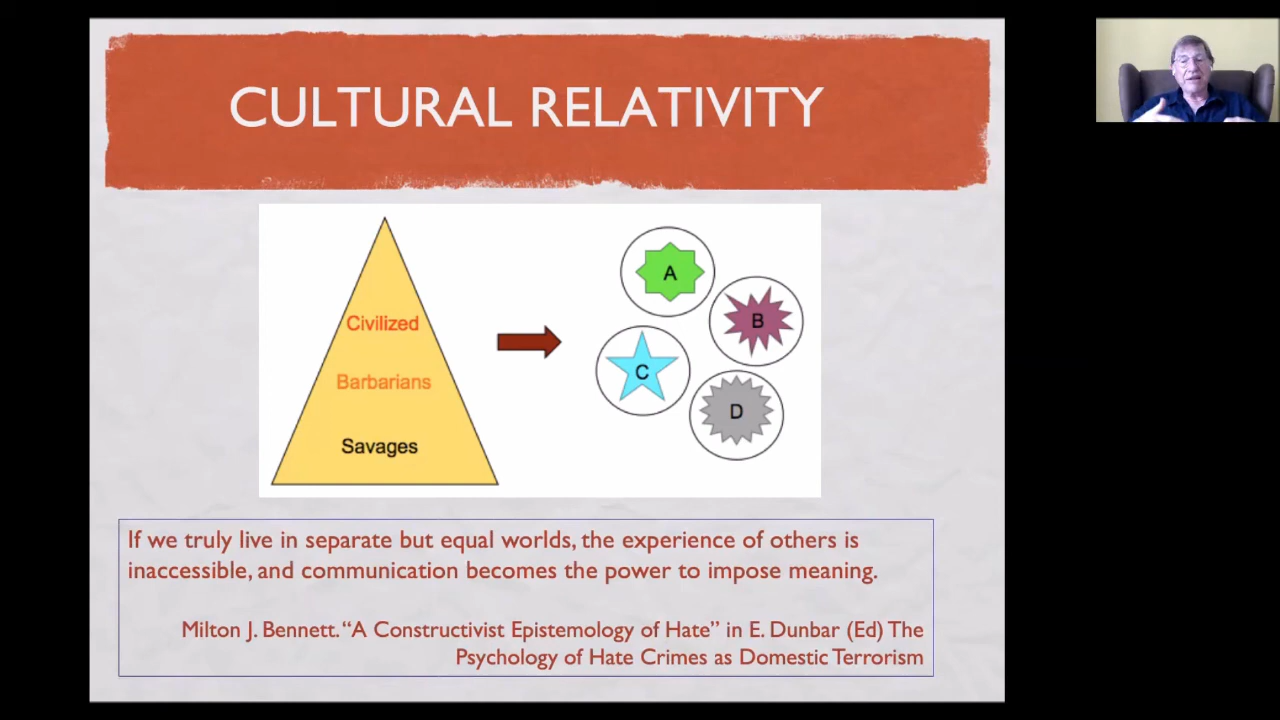 CULTURAL RELATIVITY
Civilized
Barbarians
Savages
A
B
C
D
If we truly live in separate but equal worlds, the experience of others is
inaccessible, and communication becomes the power to impose meaning.
Milton J. Bennett. “A Constructivist Epistemology of Hate” in E. Dunbar (Ed) The
Psychology of Hate Crimes as Domestic Terrorism